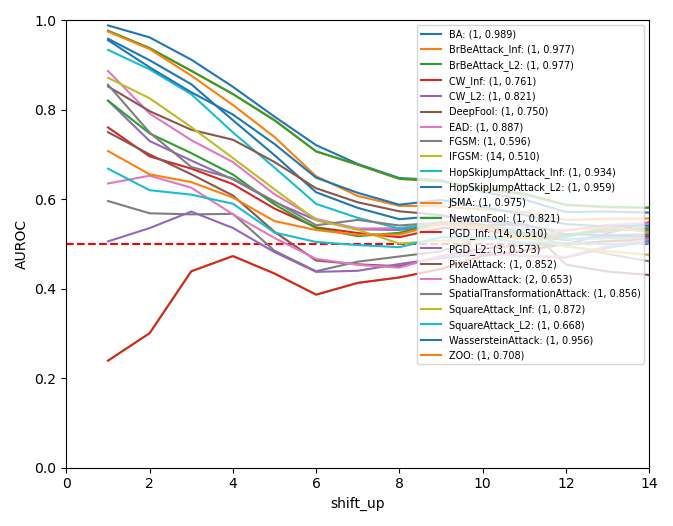 1.0
0.8
0.6
0.4
0.2
0.0
AUROC
0
2
4
6
8
10
12
14
shift_up
BA: (1, 0.989)
BrBeAttack_Inf: (1, 0.977)
BrBeAttack_L2: (1, 0.977)
CW_Inf: (1, 0.761)
CW_L2: (1, 0.821)
DeepFool: (1, 0.750)
EAD: (1, 0.887)
FGSM: (1, 0.596)
IFGSM: (14, 0.510)
HopSkipJumpAttack_Inf: (1, 0.934)
HopSkipJumpAttack_L2: (1, 0.959)
JSMA: (1, 0.975)
NewtonFool: (1, 0.821)
PGD_Inf: (14, 0.510)
PGD_L2: (3, 0.573)
PixelAttack: (1, 0.852)
ShadowAttack: (2, 0.653)
SpatialTransformationAttack: (1, 0.856)
SquareAttack_Inf: (1, 0.872)
SquareAttack_L2: (1, 0.668)
WassersteinAttack: (1, 0.956)
ZOO: (1, 0.708)